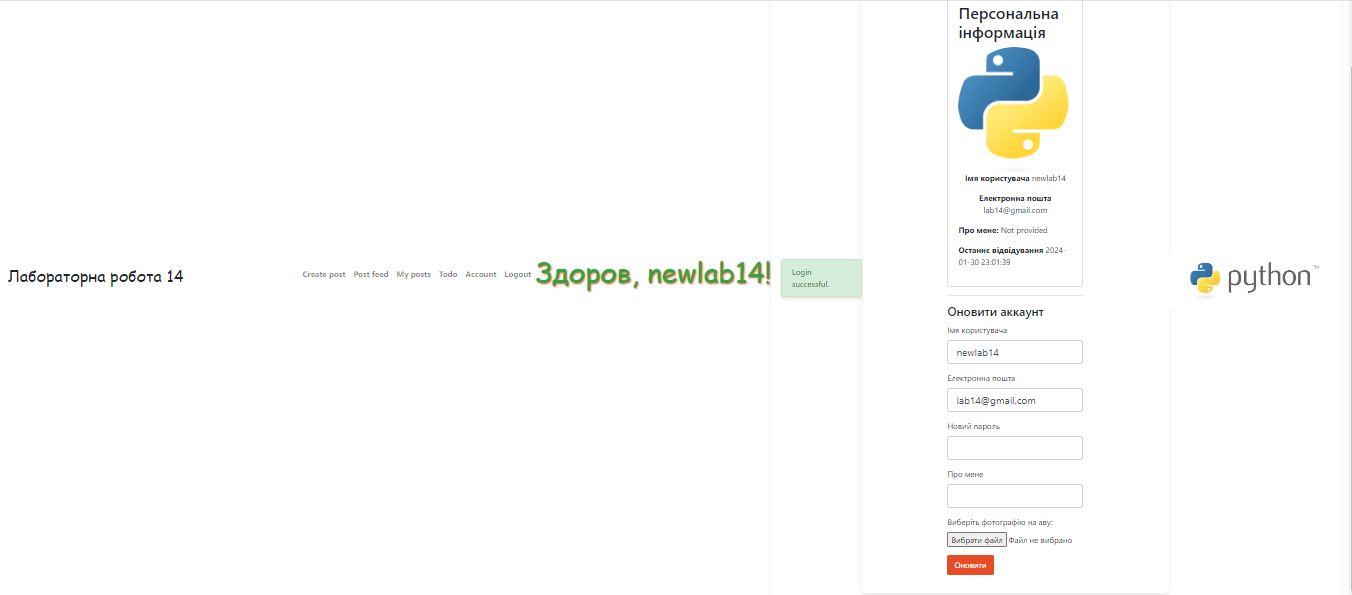 Лабораторна робота 14
Create post Post feed My posts Todo Account Logout
Здоров, newlab14!
Login
successful.
Персональна
інформація
Імя користувача newlab14
Електронна пошта
lab14@gmail.com
Про мене: Not provided
Останнє відвідування 2024-
01-30 23:01:39
Оновити аккаунт
Імя користувача
newlab14
Електронна пошта
lab14@gmail.com
Новий пароль
Про мене
Виберіть фотографію на аву:
Вибрати файл Файл не вибрано
Оновити
python™